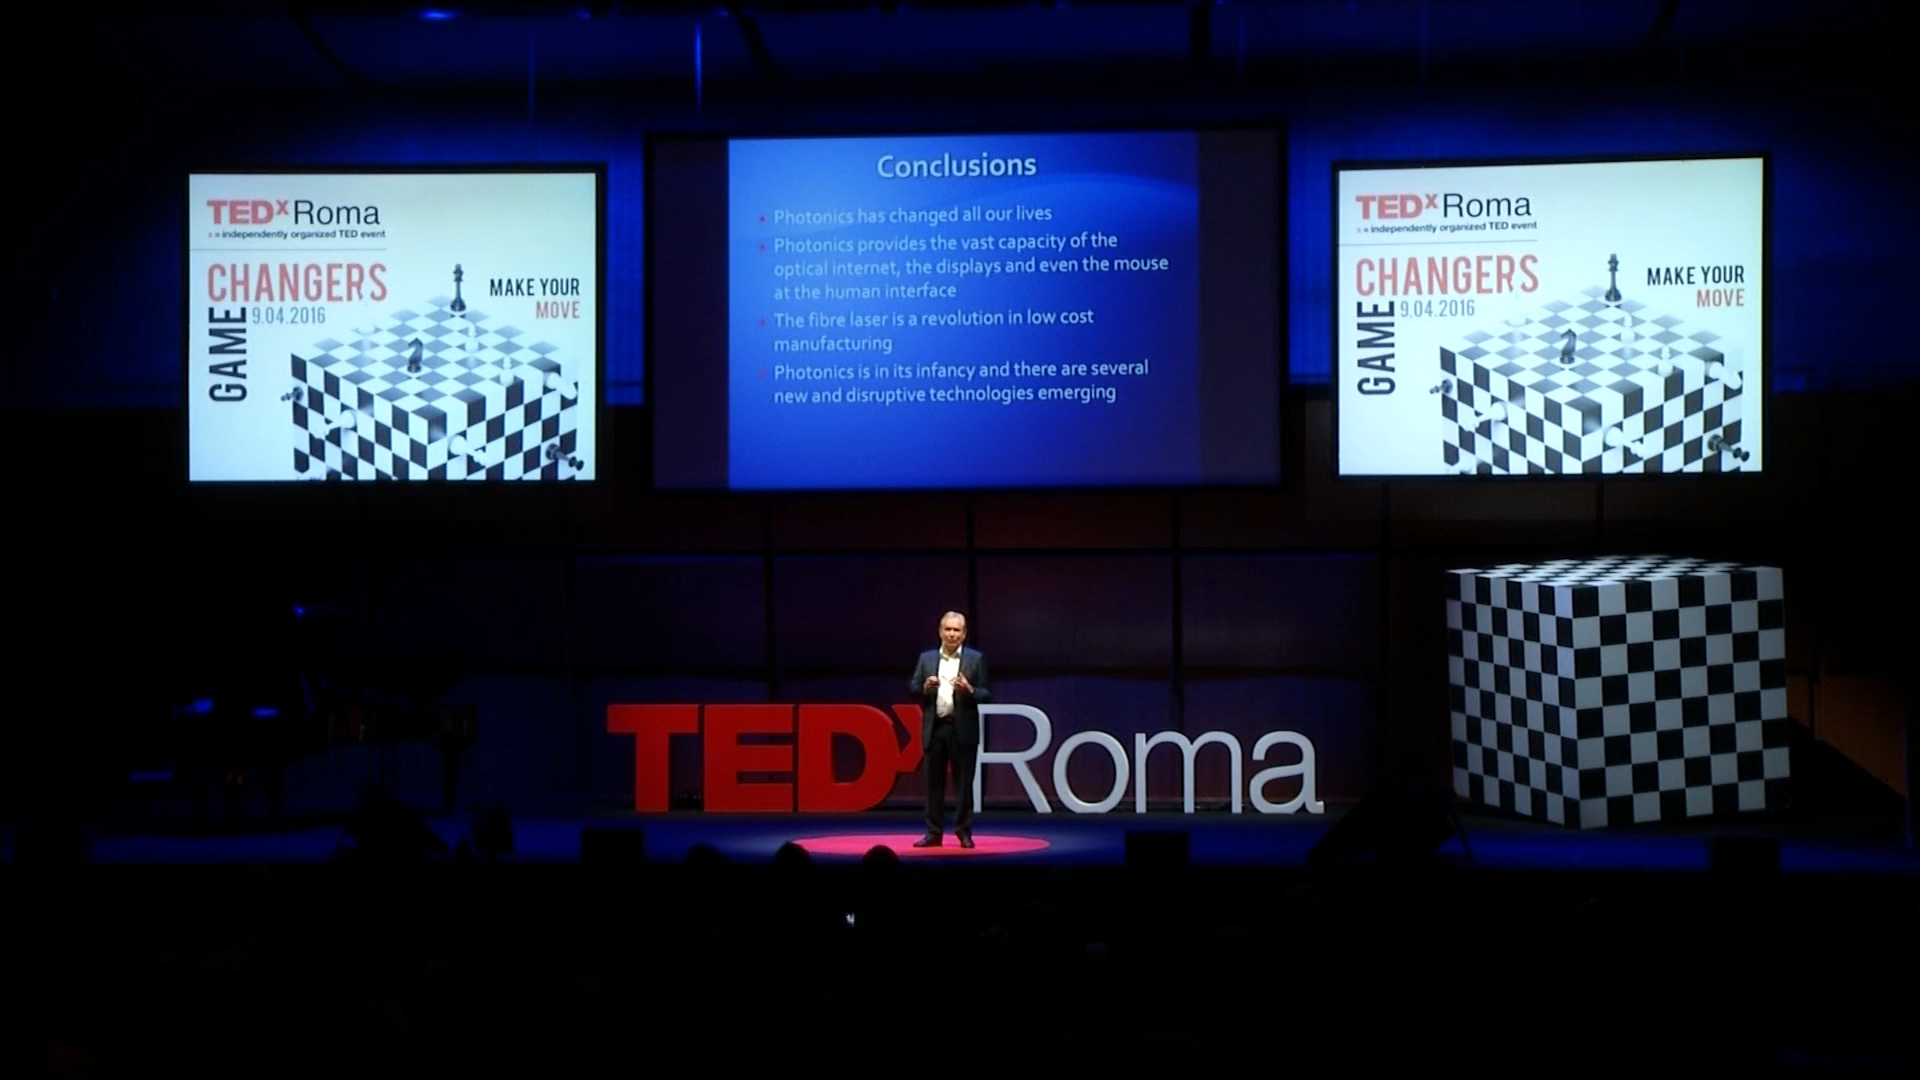 TEDx Roma
x = independently organized TED event
CHANGERS
GAME
9.04.2016
MAKE YOUR
MOVE
Conclusions
Photonics has changed all our lives
Photonics provides the vast capacity of the
optical internet, the displays and even the mouse
at the human interface
The fibre laser is a revolution in low cost
manufacturing
Photonics is in its infancy and there are several
new and disruptive technologies emerging
TEDx Roma
x = independently organized TED event
CHANGERS
GAME
9.04.2016
MAKE YOUR
MOVE
TEDx Roma